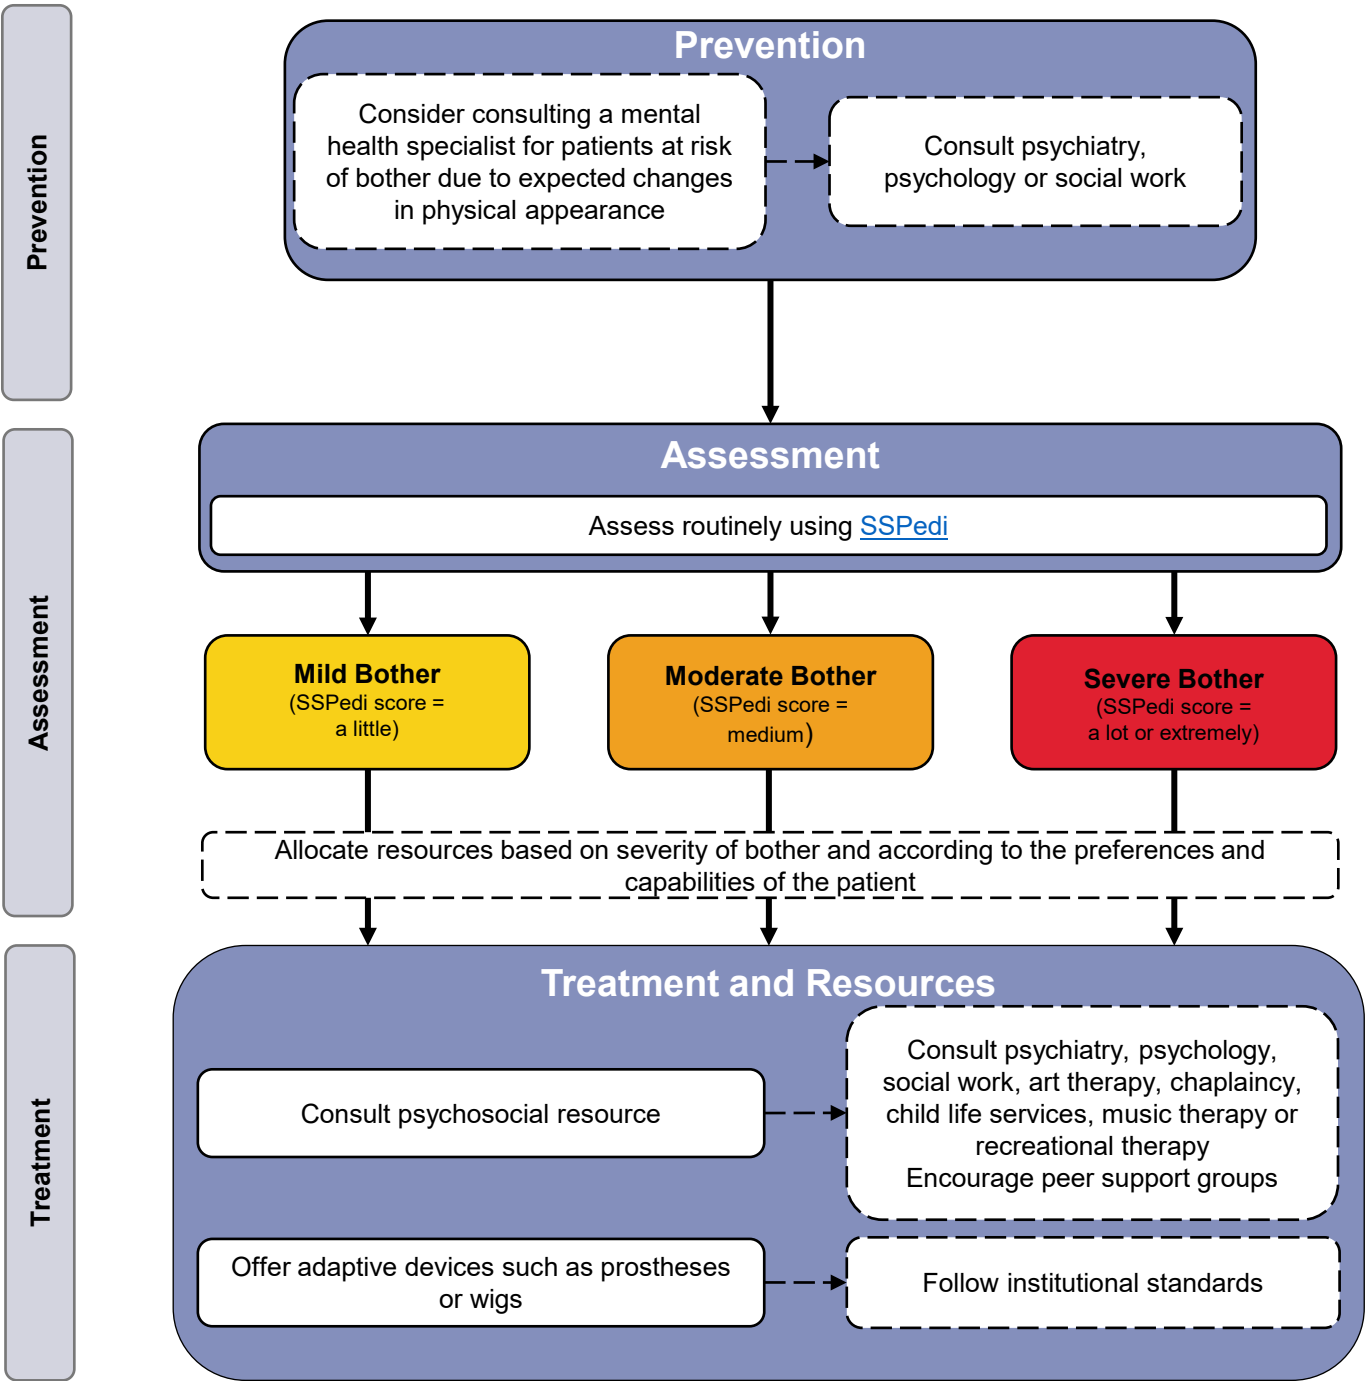 Prevention
Prevention
Consider consulting a mental
health specialist for patients at risk
of bother due to expected changes
in physical appearance
Consult psychiatry,
psychology or social work
Assessment
Assessment
Assess routinely using SSPedi
Mild Bother
(SSPedi score =
a little)
Moderate Bother
(SSPedi score =
medium)
Severe Bother
(SSPedi score =
a lot or extremely)
Allocate resources based on severity of bother and according to the preferences and
capabilities of the patient
Treatment
Treatment and Resources
Consult psychosocial resource
Consult psychiatry, psychology,
social work, art therapy, chaplaincy,
child life services, music therapy or
recreational therapy
Encourage peer support groups
Offer adaptive devices such as prostheses
or wigs
Follow institutional standards